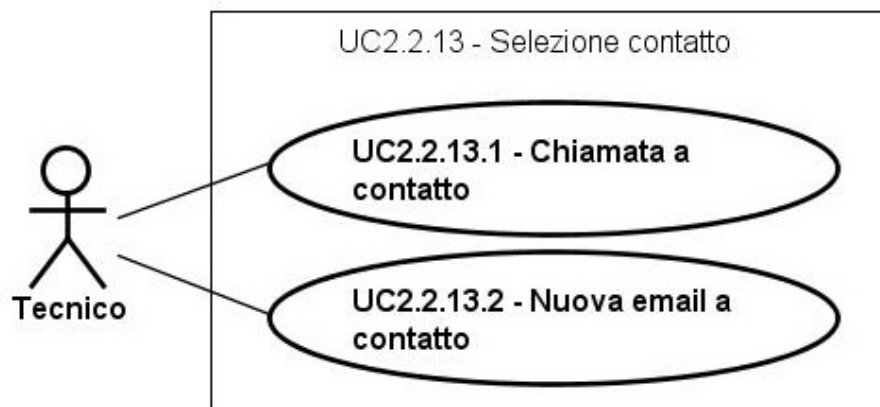 UC2.2.13 - Selezione contatto
UC2.2.13.1 - Chiamata a
contatto
Tecnico
UC2.2.13.2 - Nuova email a
contatto